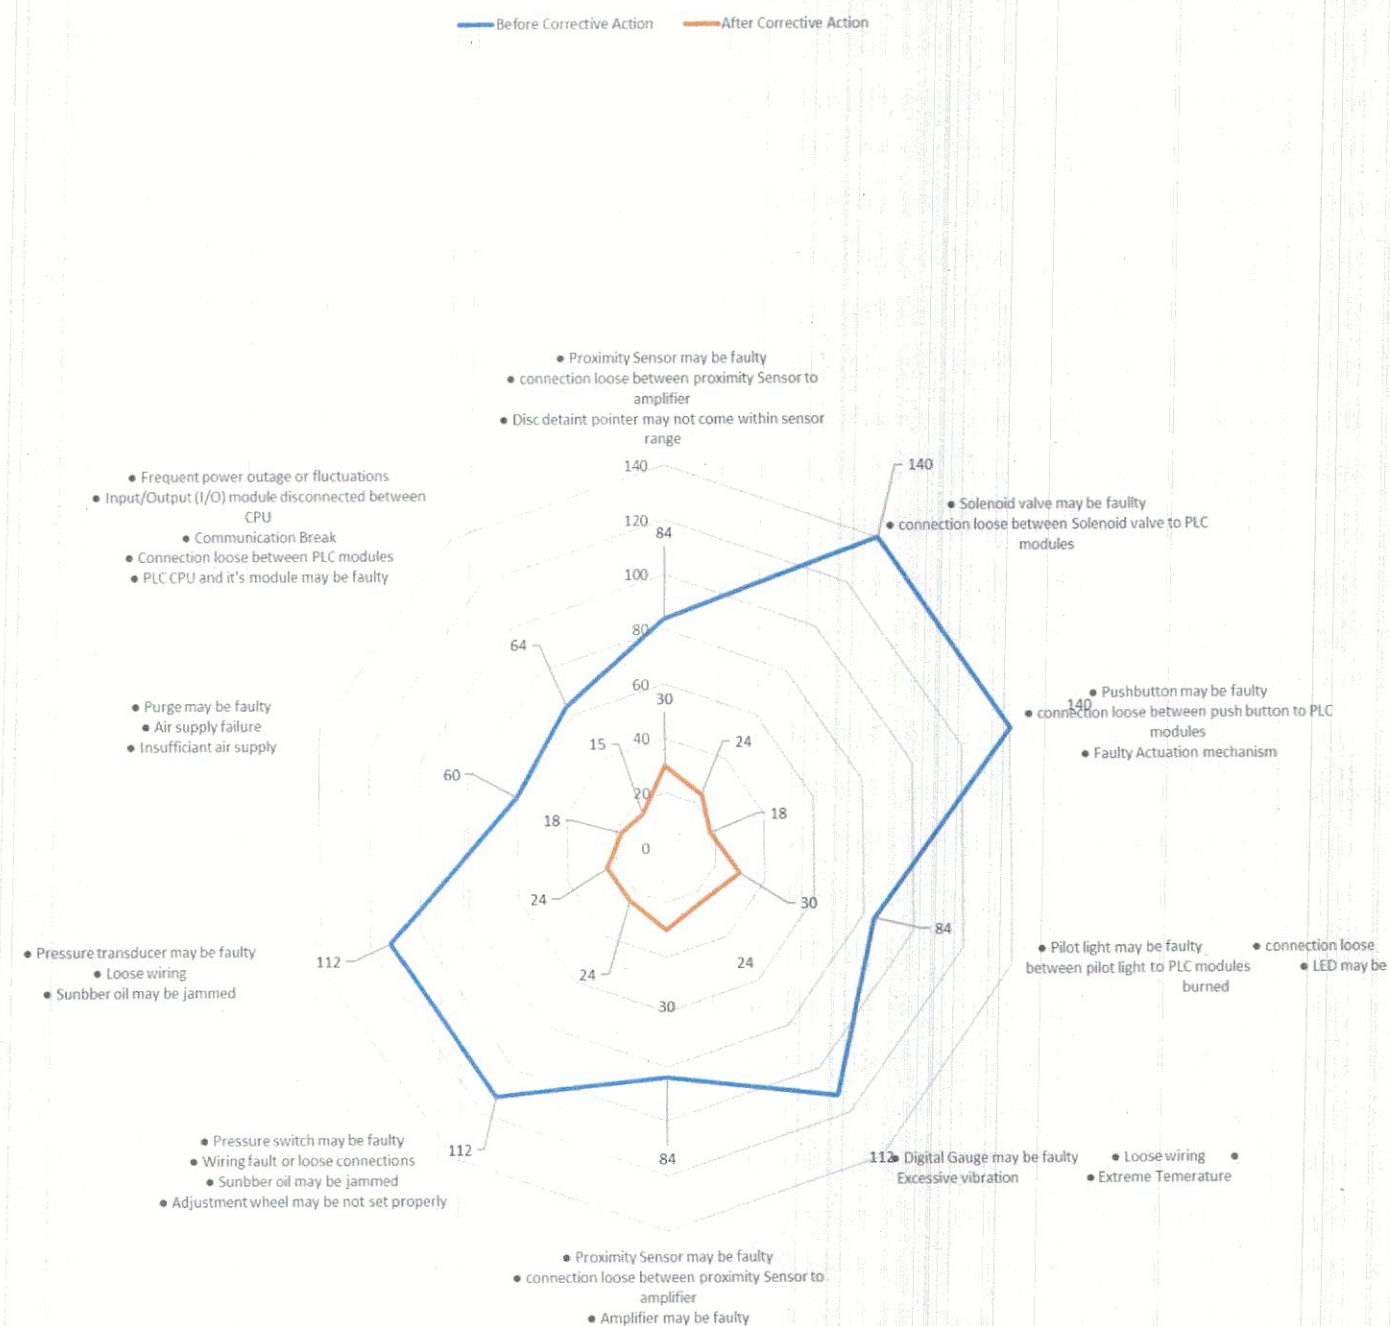 Before Corrective Action
After Corrective Action
● Proximity Sensor may be faulty
● connection loose between proximity Sensor to
amplifier
● Disc detaint pointer may not come within sensor
range
● Solenoid valve may be faullty
● connection loose between Solenoid valve to PLC
modules
● Pushbutton may be faulty
● connection loose between push button to PLC
modules
● Faulty Actuation mechanism
● Pilot light may be faulty ● connection loose
between pilot light to PLC modules ● LED may be
burned
● Digital Gauge may be faulty ● Loose wiring ●
Excessive vibration ● Extreme Temerature
● Proximity Sensor may be faulty
● connection loose between proximity Sensor to
amplifier
● Amplifier may be faulty
● Pressure switch may be faulty
● Wiring fault or loose connections
● Sunbber oil may be jammed
● Adjustment wheel may be not set properly
● Pressure transducer may be faulty
● Loose wiring
● Sunbber oil may be jammed
● Purge may be faulty
● Air supply failure
● Insufficiant air supply
● Frequent power outage or fluctuations
● Input/Output (I/O) module disconnected between
CPU
● Communication Break
● Connection loose between PLC modules
● PLC CPU and it's module may be faulty
140
120
100
80
60
40
20
0
84
140
140
84
112
84
112
112
60
64
30
24
18
30
24
30
24
24
18
15